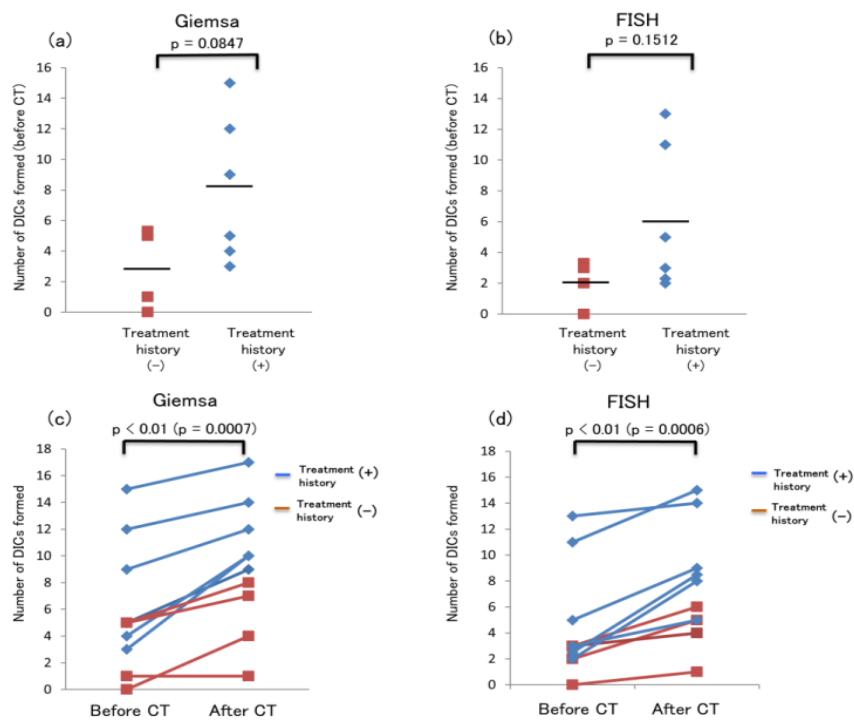 Giemsa
(a)
p = 0.0847
Number of DICs formed (before CT)
16
14
12
10
8
6
4
2
0
Treatment history (-)
Treatment history (+)
FISH
(b)
p = 0.1512
Number of DICs formed (before CT)
16
14
12
10
8
6
4
2
0
Treatment history (-)
Treatment history (+)
Giemsa
(c)
p < 0.01 (p = 0.0007)
Number of DICs formed
18
16
14
12
10
8
6
4
2
0
Before CT
After CT
Treatment history (+)
Treatment history (-)
FISH
(d)
p < 0.01 (p = 0.0006)
Number of DICs formed
18
16
14
12
10
8
6
4
2
0
Before CT
After CT
Treatment history (+)
Treatment history (-)